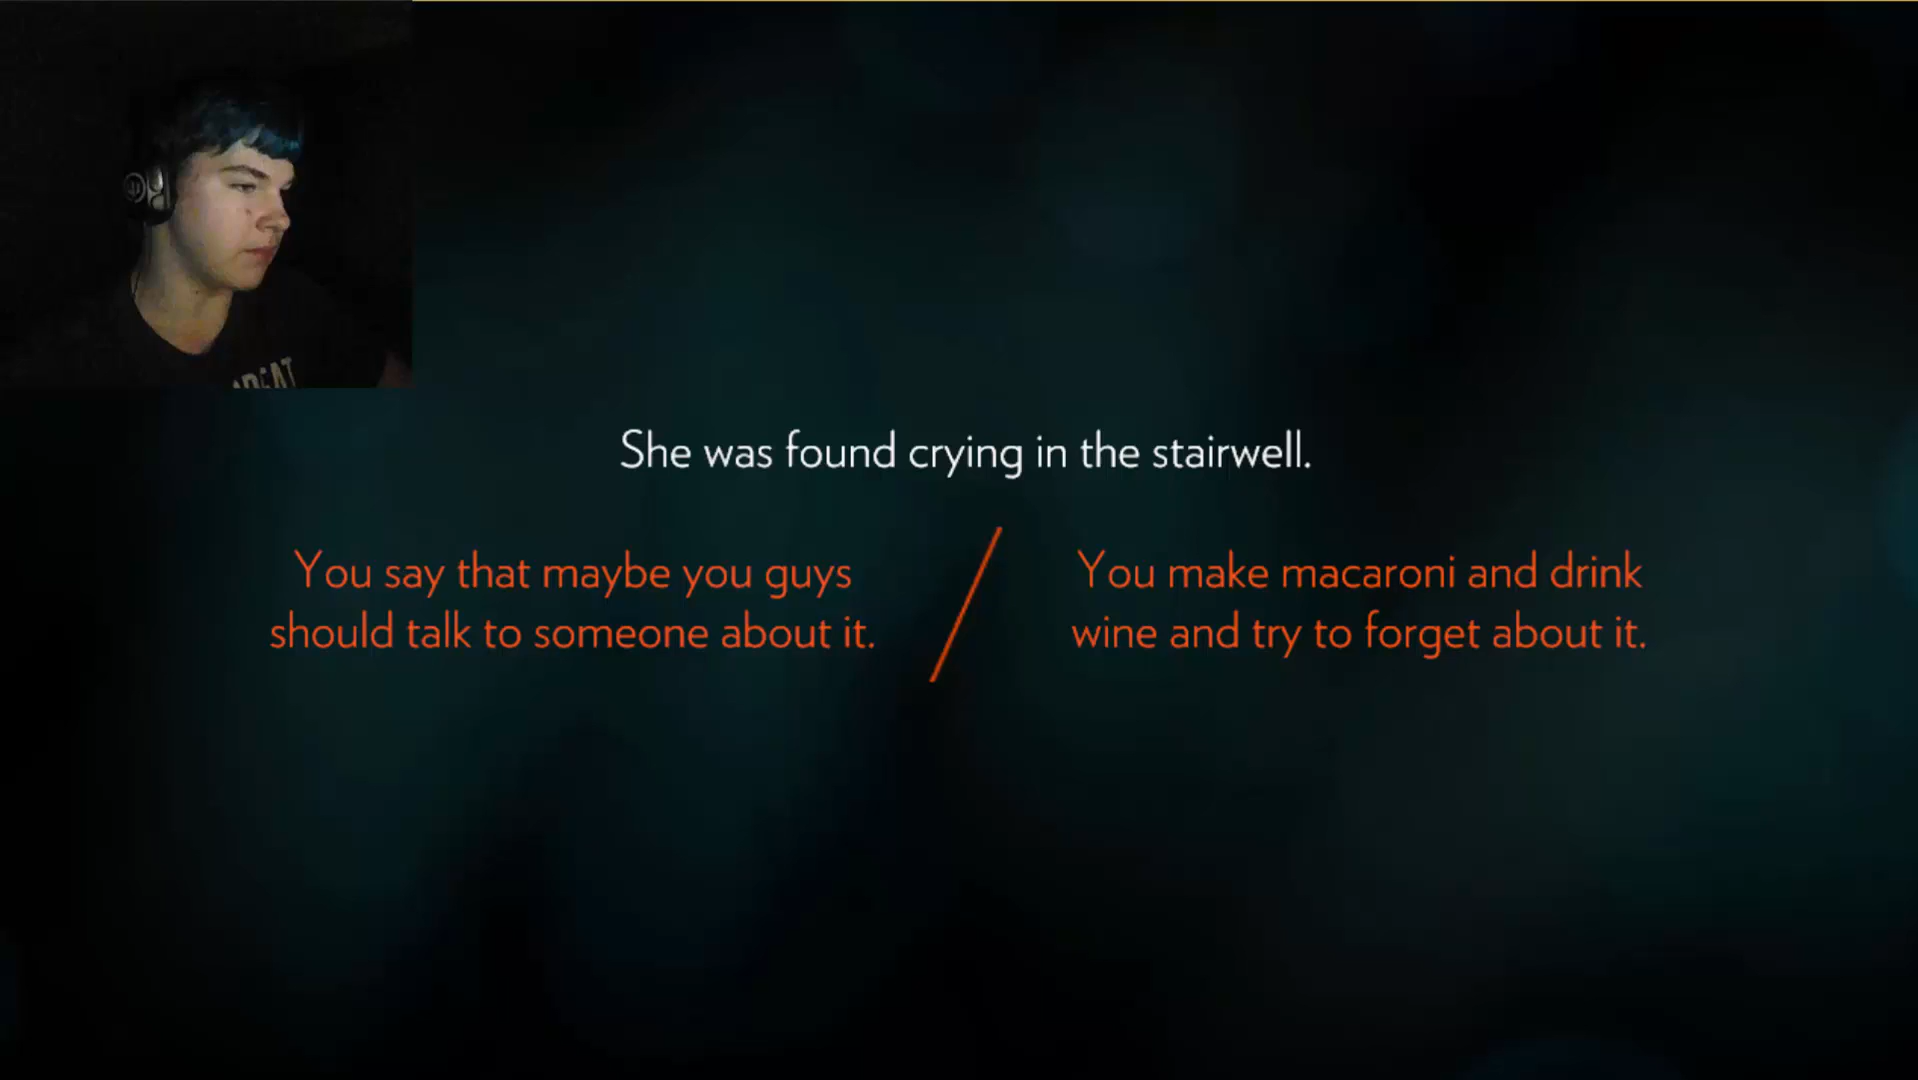 She was found crying in the stairwell.
You say that maybe you guys
should talk to someone about it.
You make macaroni and drink
wine and try to forget about it.